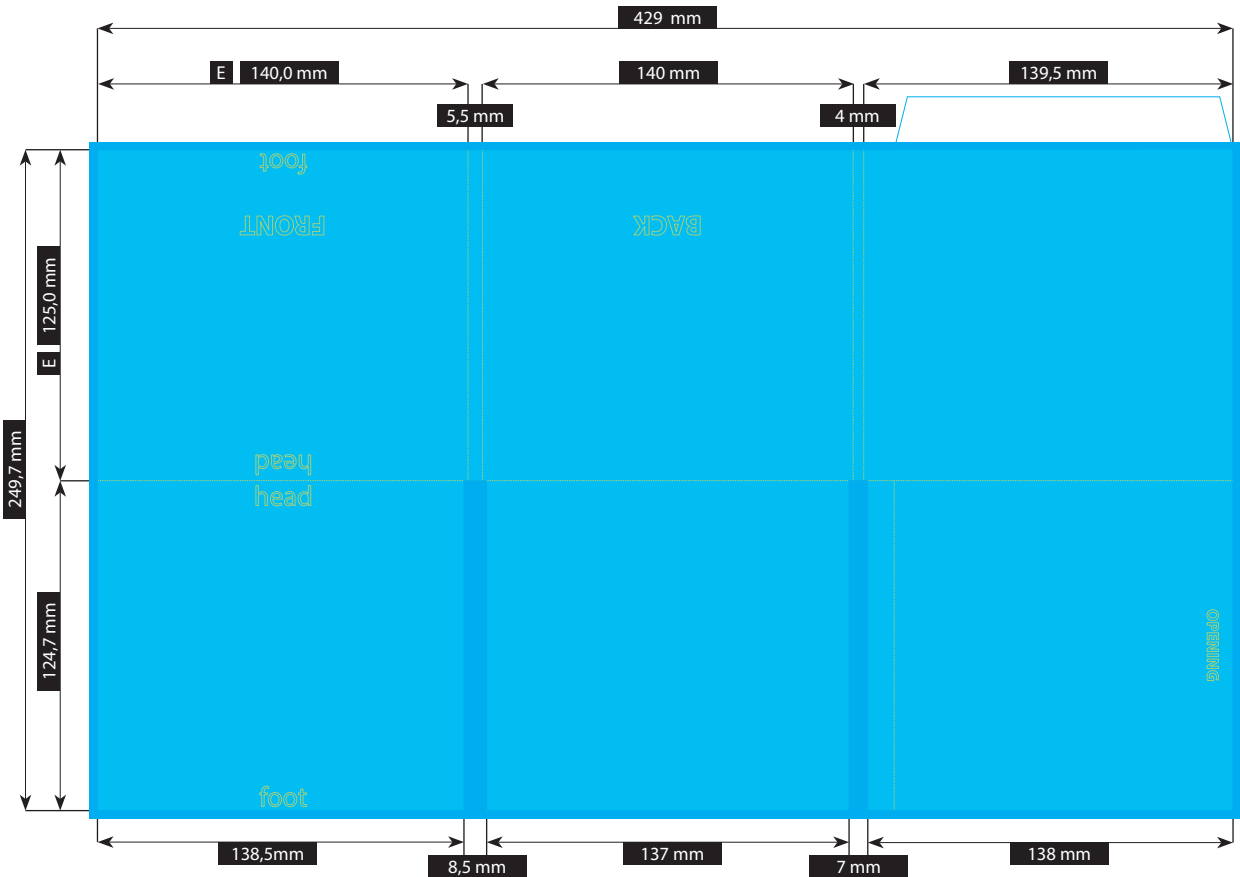 429 mm
E 140,0 mm
140 mm
139,5 mm
5,5 mm
4 mm
foot
FRONT
BACK
125,0 mm
E
249,7 mm
head
head
124,7 mm
OPENING
foot
138,5mm
137 mm
138 mm
8,5 mm
7 mm